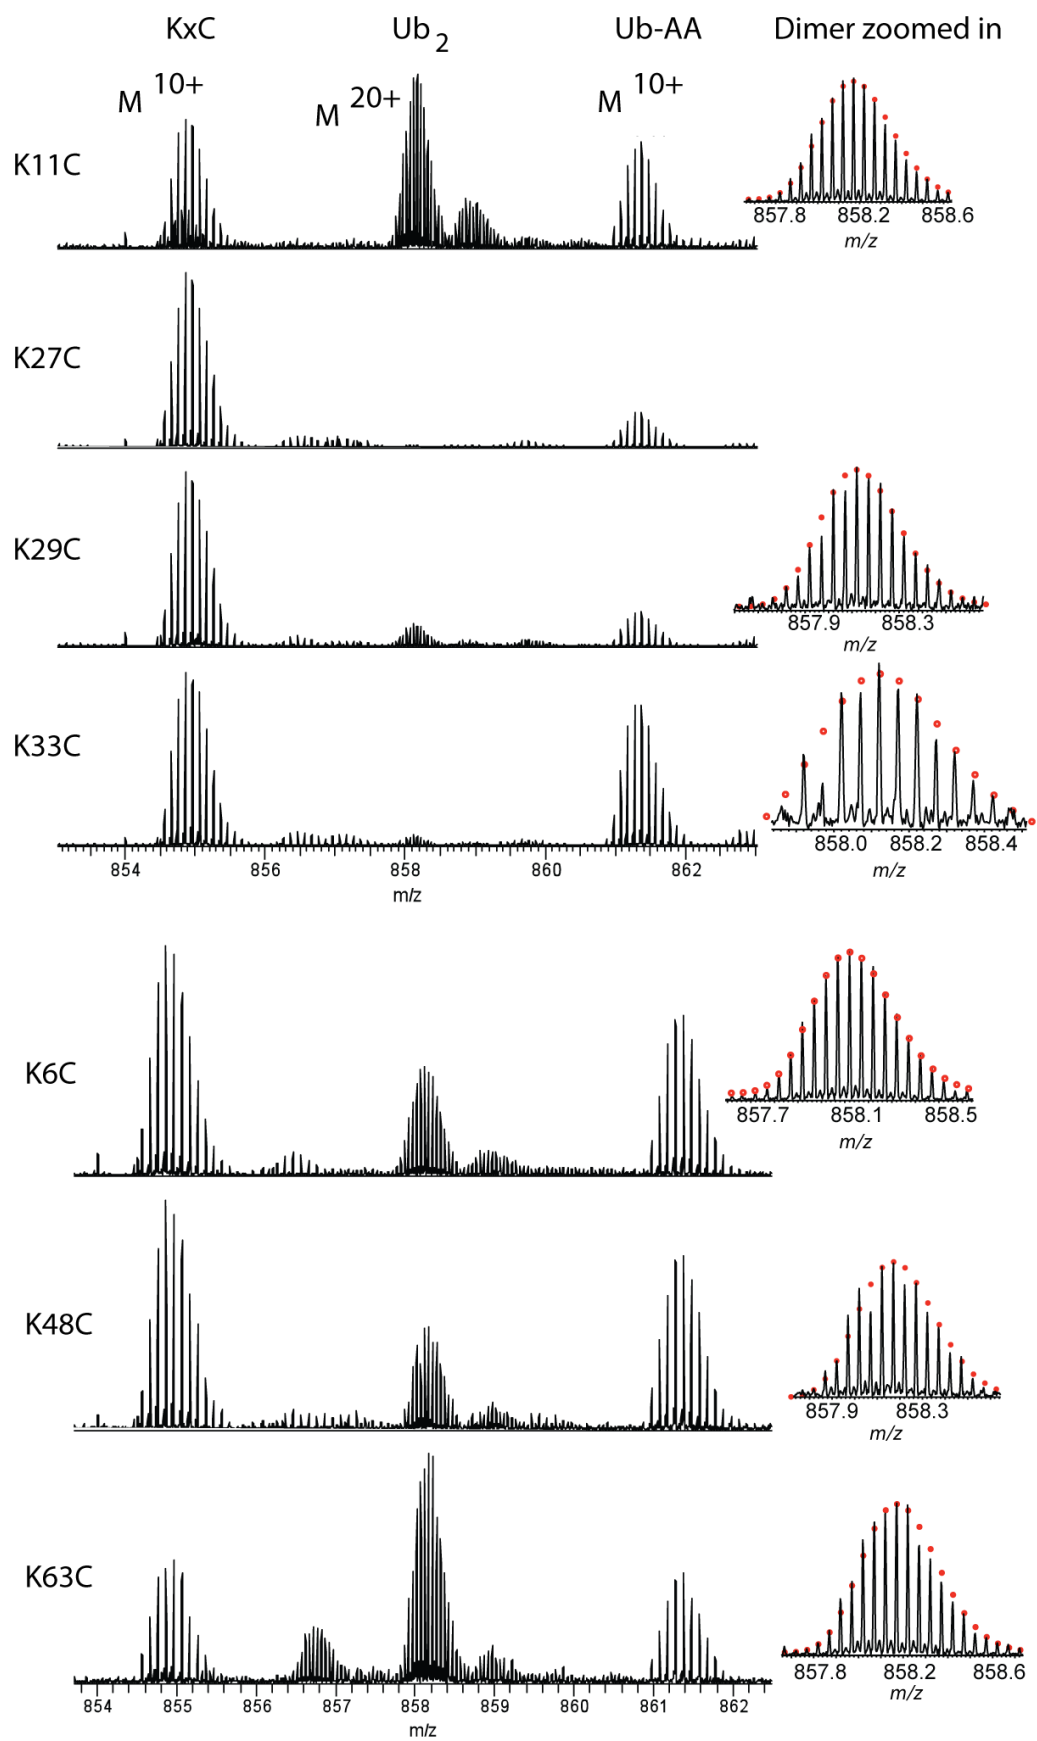 KxC Ub 2 Ub-AA Dimer zoomed in
M 10+ M 20+ M 10+
K11C
857.8 858.2 858.6
m/z
K27C
K29C
857.9 858.3
m/z
K33C
858.0 858.2 858.4
m/z
854 856 858 860 862
m/z
K6C
857.7 858.1 858.5
m/z
K48C
857.9 858.3
m/z
K63C
857.8 858.2 858.6
m/z
854 855 856 857 858 859 860 861 862
m/z